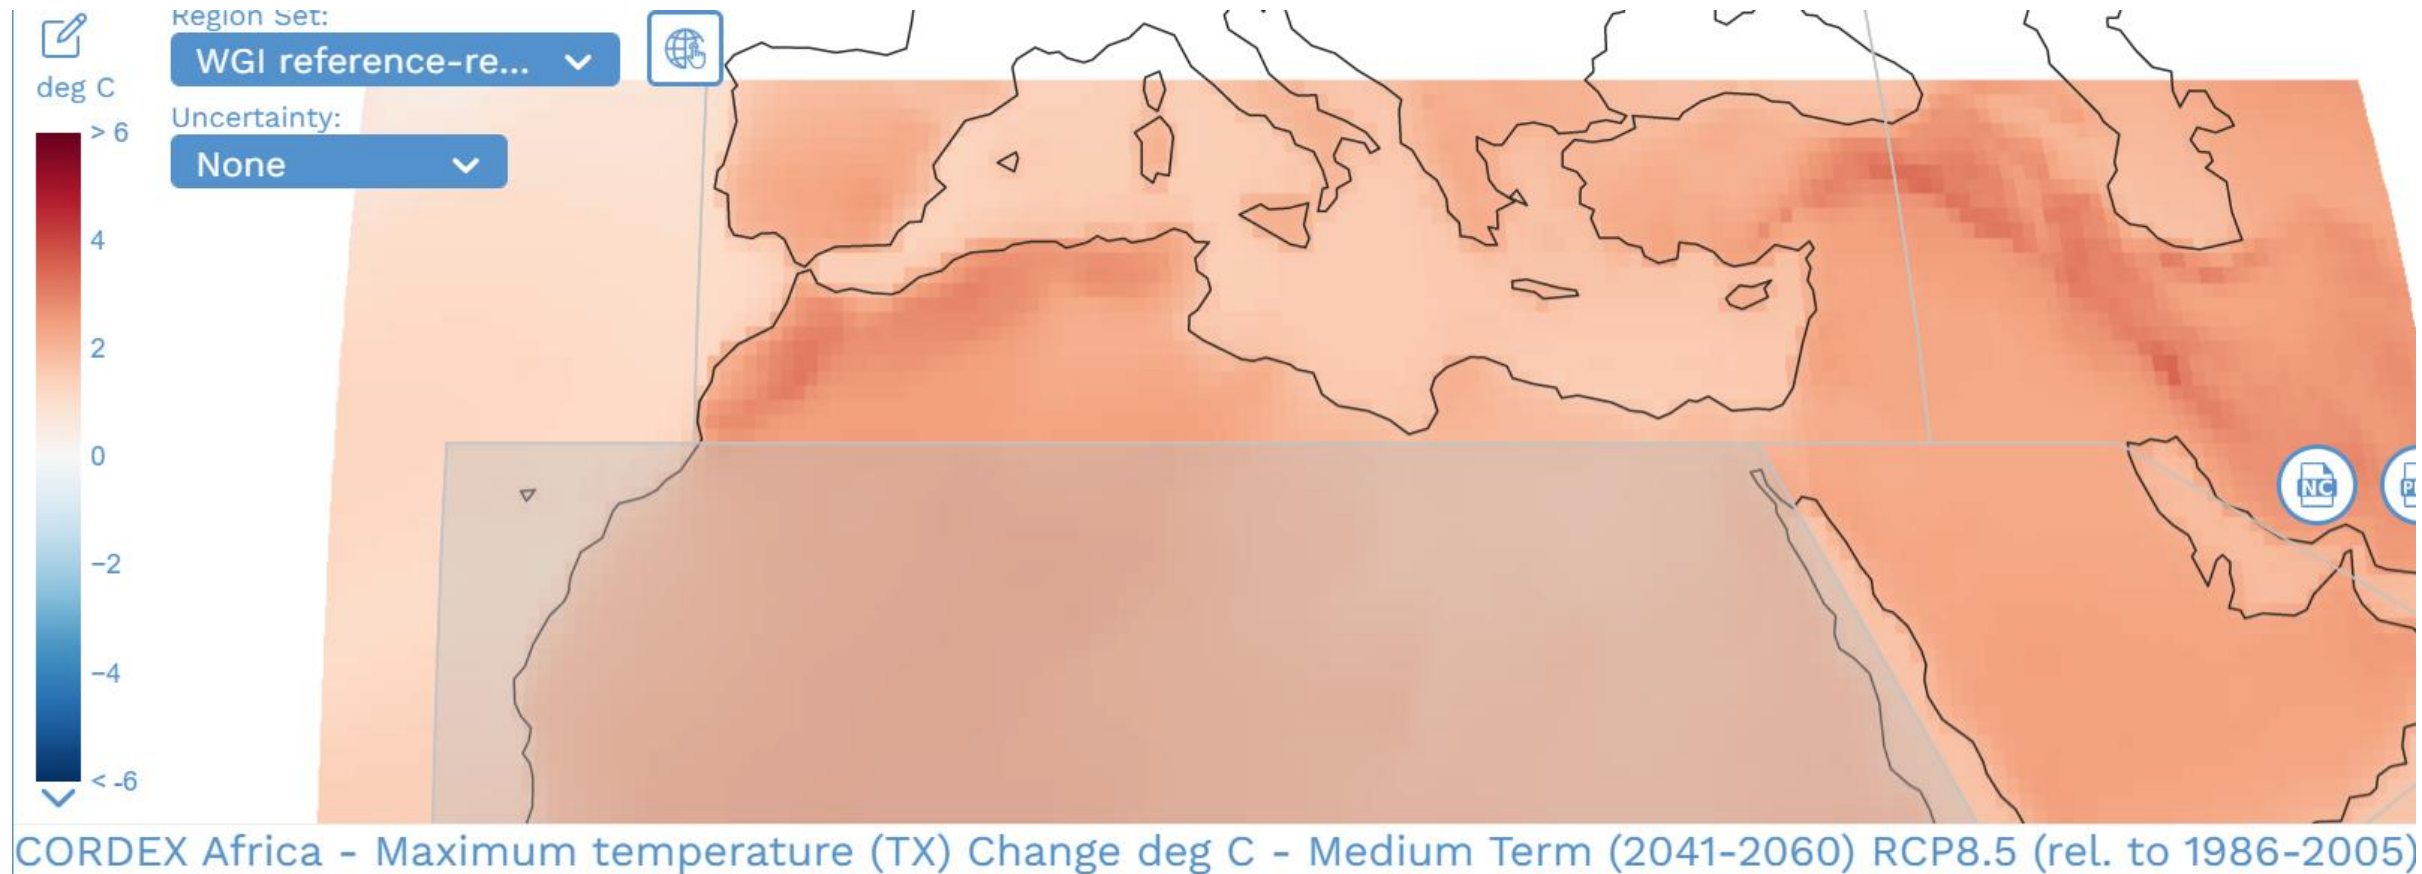 Region Set:
WGI reference-re...
deg C
Uncertainty:
None
> 6
4
2
0
−2
−4
< -6
NC
CORDEX Africa - Maximum temperature (TX) Change deg C - Medium Term (2041-2060) RCP8.5 (rel. to 1986-2005)